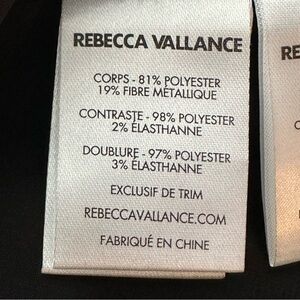 REBECCA VALLANCE
CORPS - 81% POLYESTER
19% FIBRE MÉTALLIQUE
CONTRASTE - 98% POLYESTER
2% ÉLASTHANNE
DOUBLURE - 97% POLYESTER
3% ÉLASTHANNE
EXCLUSIF DE TRIM
REBECCAVALLANCE.COM
FABRIQUÉ EN CHINE
RE